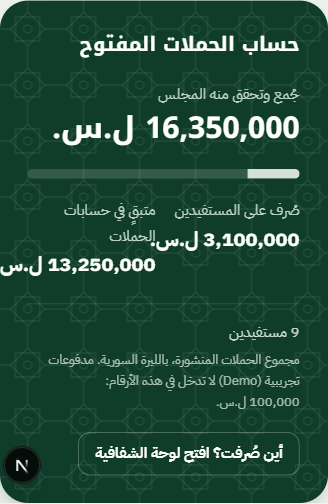 حساب الحملات المفتوح
جُمع وتحقق منه المجلس
16,350,000 ل.س.
صُرف على المستفيدين
3,100,000 ل.س.
متبقٍ في حسابات
الحملات
13,250,000 ل.س.
9 مستفيدين
مجموع الحملات المنشورة، بالليرة السورية. مدفوعات
تجريبية (Demo) لا تدخل في هذه الأرقام:
100,000 ل.س.
أين صُرفت؟ افتح لوحة الشفافية
N